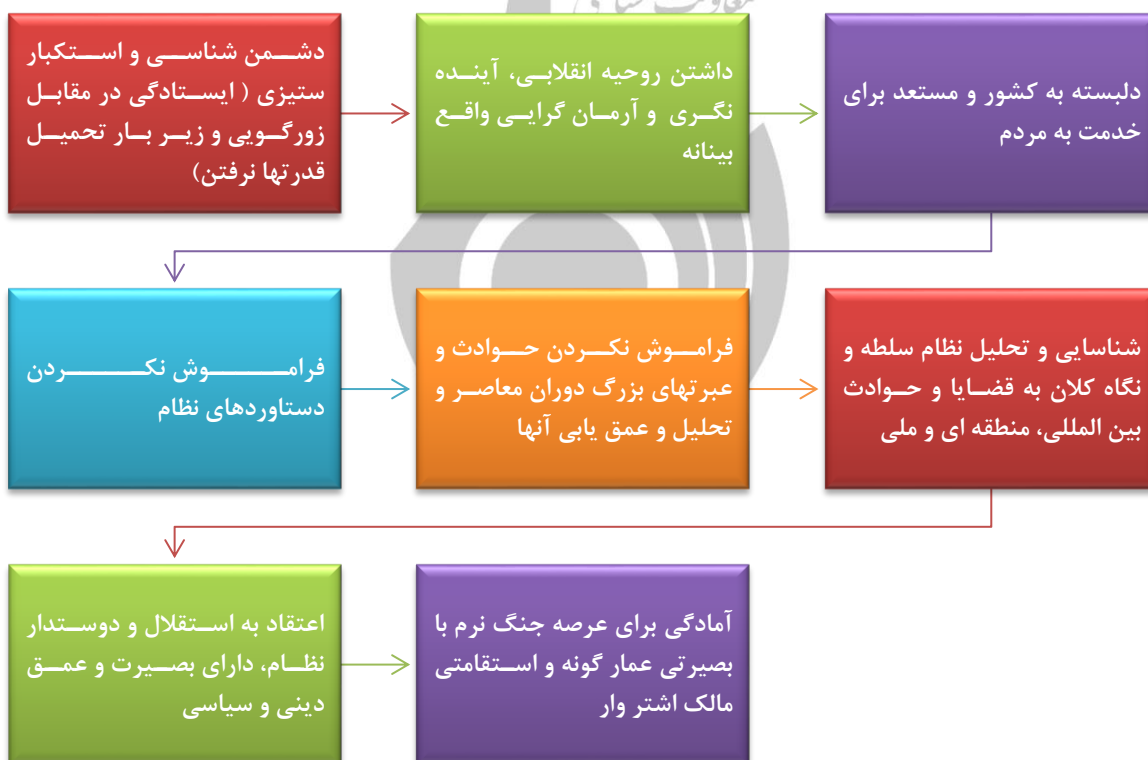 معاونت سیاسی
دشمن شناسی و استکبار
ستیزی ( ایستادگی در مقابل
زورگویی و زیر بار تحمیل
قدرتها نرفتن)
داشتن روحیه انقلابی، آینده
نگری و آرمان گرایی واقع
بینانه
دلبسته به کشور و مستعد برای
خدمت به مردم
فراموش نکردن
دستاوردهای نظام
فراموش نکردن حوادث و
عبرتهای بزرگ دوران معاصر و
تحلیل و عمق یابی آنها
شناسایی و تحلیل نظام سلطه و
نگاه کلان به قضایا و حوادث
بین المللی، منطقه ای و ملی
اعتقاد به استقلال و دوستدار
نظام، دارای بصیرت و عمق
دینی و سیاسی
آمادگی برای عرصه جنگ نرم با
بصیرتی عمار گونه و استقامتی
مالک اشتر وار